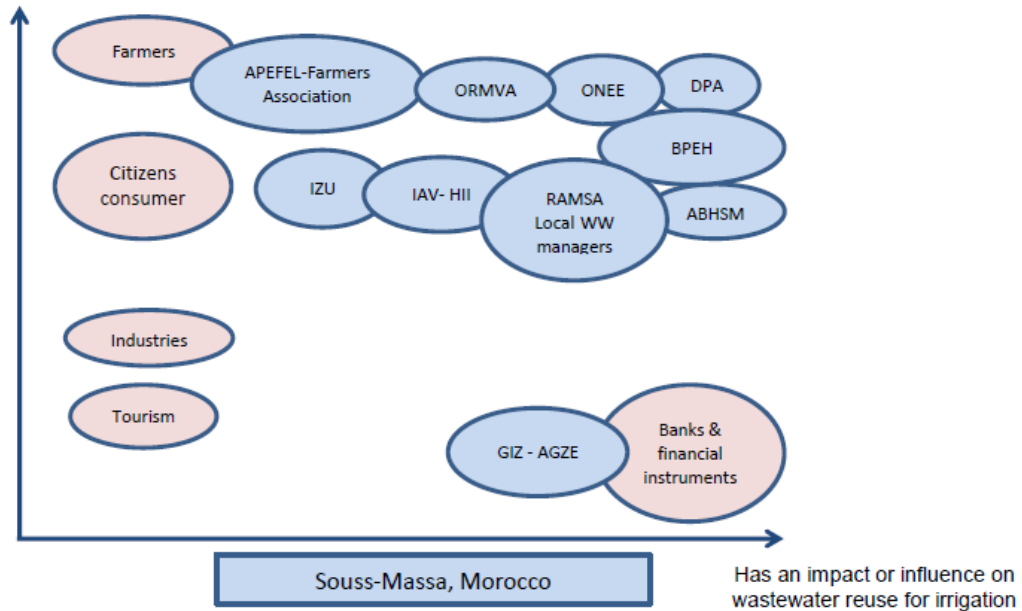 Farmers
APEFEL-Farmers
Association
ORMVA
ONEE
DPA
BPEH
Citizens
consumer
IZU
IAV- HII
RAMSA
Local WW
managers
ABHSM
Industries
Tourism
GIZ - AGZE
Banks &
financial
instruments
Souss-Massa, Morocco
Has an impact or influence on
wastewater reuse for irrigation